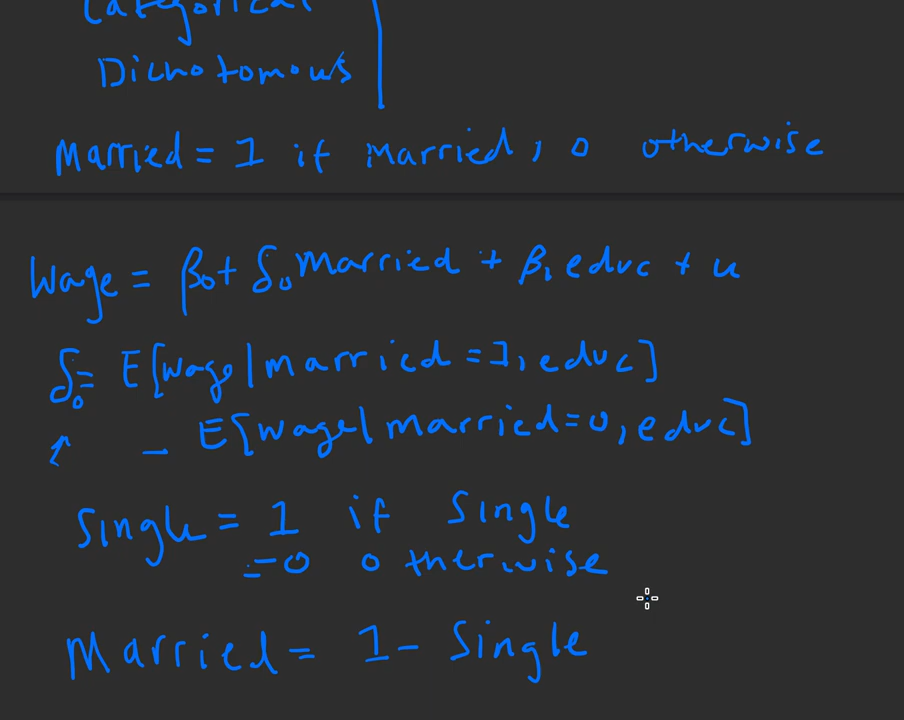 Categorical
Dichotomous
Married = 1 if married, 0 otherwise
Wage = β₀ + δ₀ married + β₁ educ + u
δ₀ = E[wage|married = 1, educ]
− E[wage|married = 0, educ]
Single = 1 if Single
= 0 otherwise
Married = 1 − Single